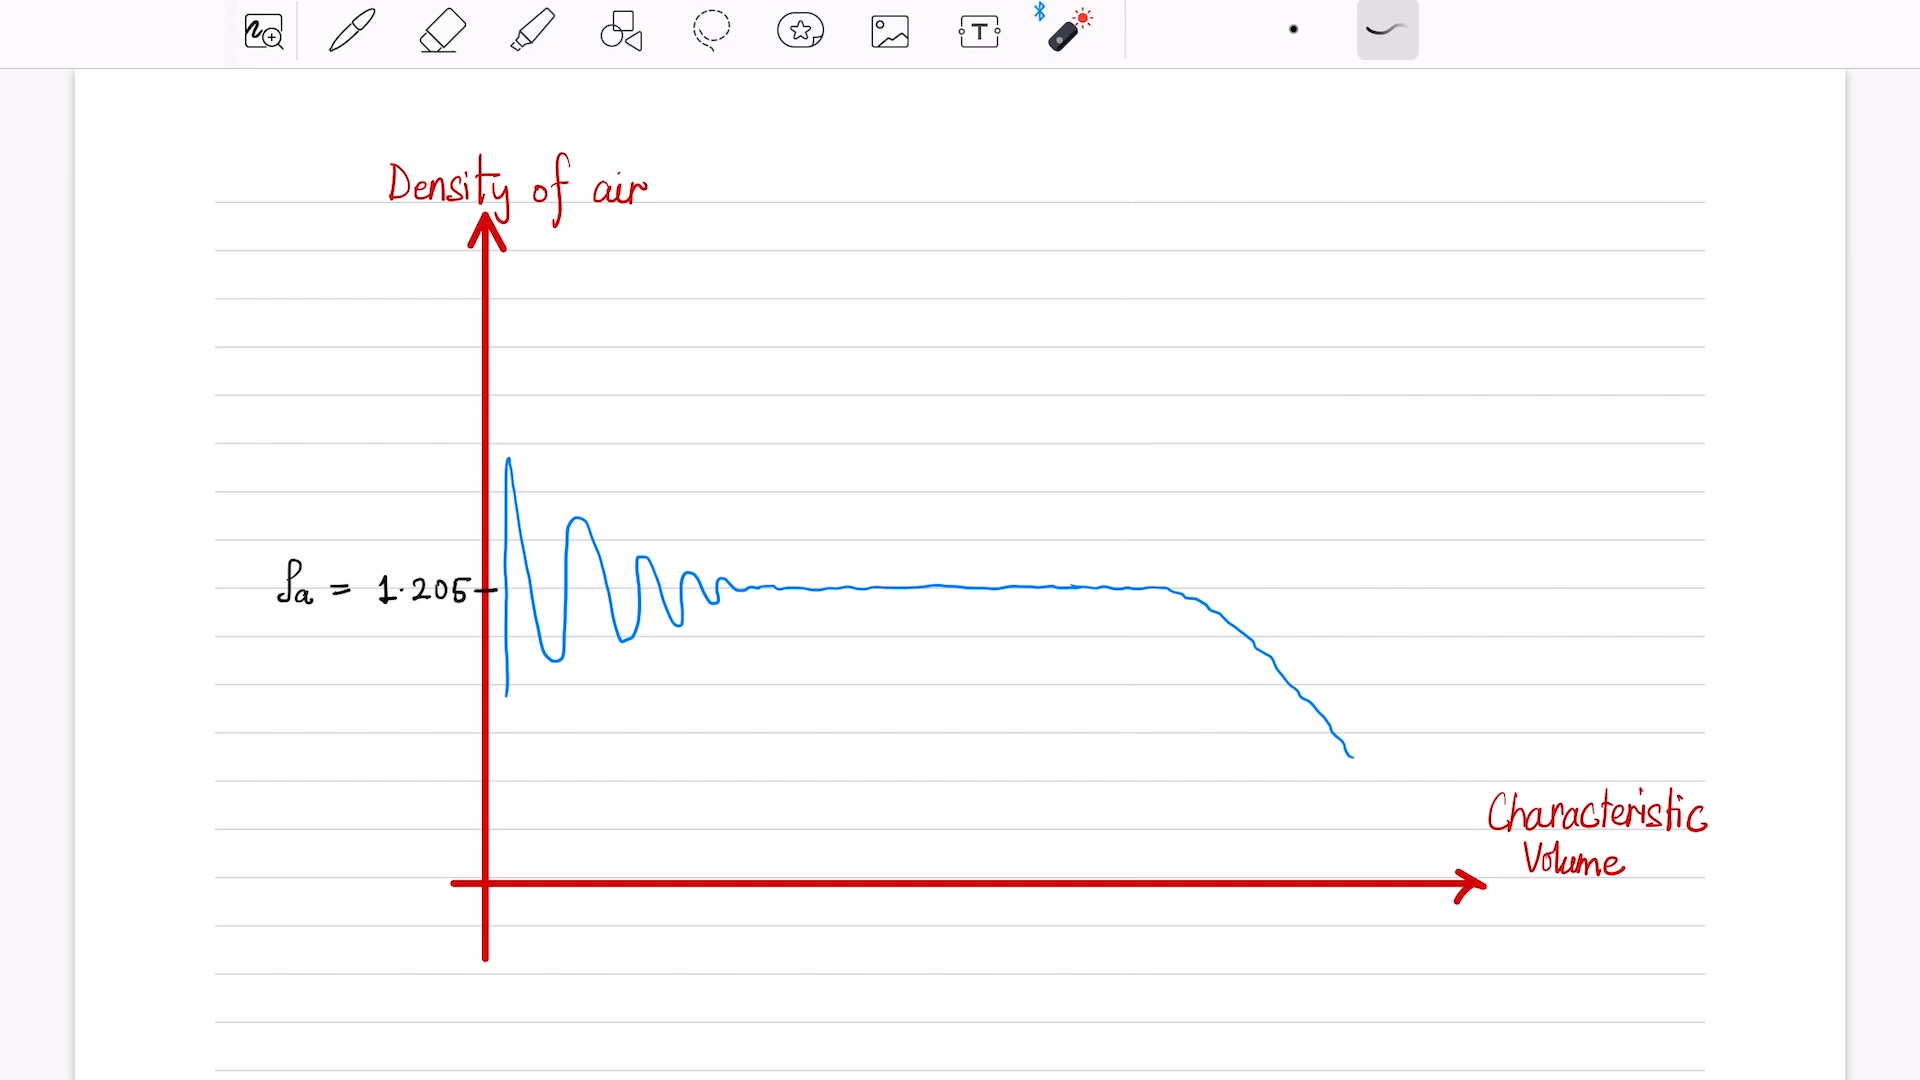 Density of air
ρa = 1.205
Characteristic
Volume
T